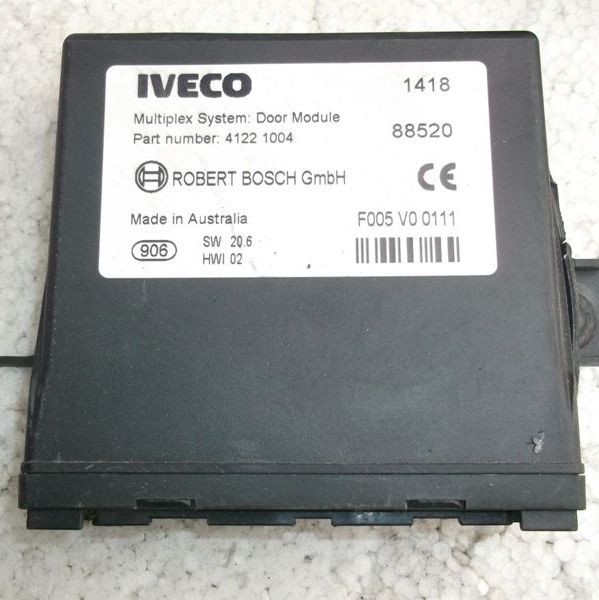 IVECO 1418
Multiplex System: Door Module
Part number: 4122 1004 88520
ROBERT BOSCH GmbH CE
Made in Australia F005 V0 0111
906 SW 20.6
HWI 02